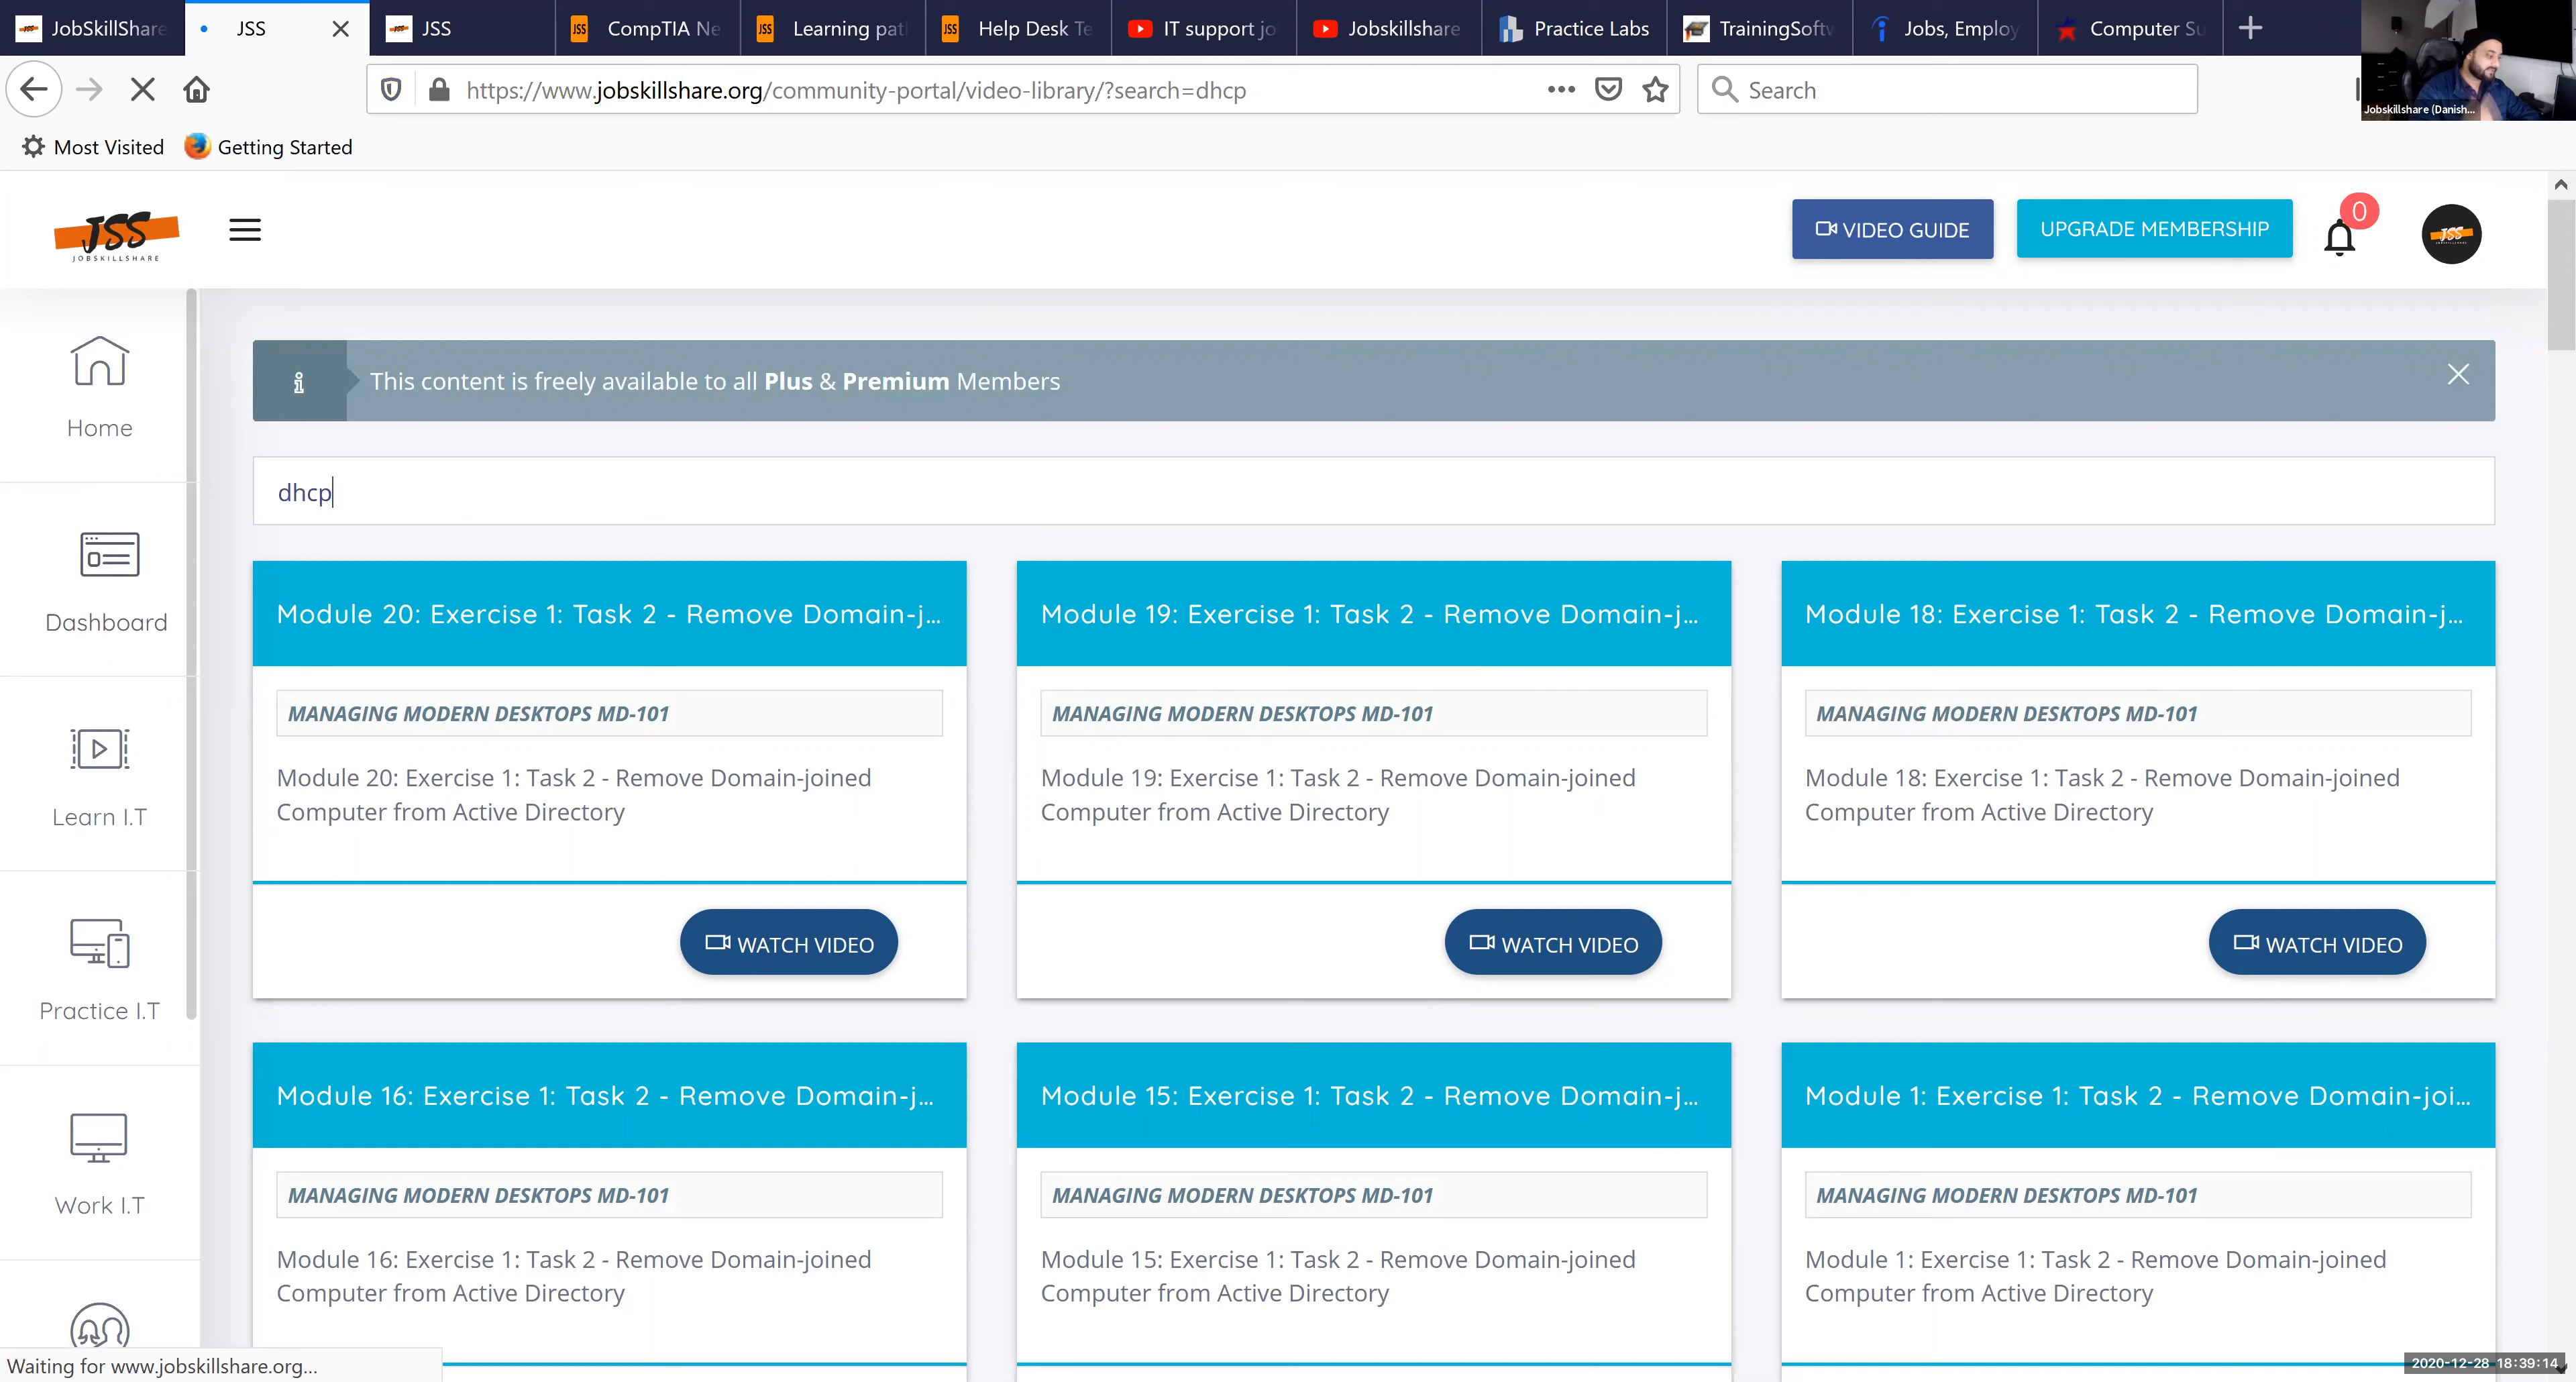 JobSkillShare
JSS
JSS
CompTIA Ne
Learning pat
Help Desk Te
IT support jo
Jobskillshare
Practice Labs
TrainingSoftw
Jobs, Employ
Computer Su
https://www.jobskillshare.org/community-portal/video-library/?search=dhcp
Search
Jobskillshare (Danish...
Most Visited
Getting Started
JSS
JOBSKILLSHARE
VIDEO GUIDE
UPGRADE MEMBERSHIP
0
JSS
Home
Dashboard
Learn I.T
Practice I.T
Work I.T
This content is freely available to all Plus & Premium Members
dhcp
Module 20: Exercise 1: Task 2 - Remove Domain-j...
MANAGING MODERN DESKTOPS MD-101
Module 20: Exercise 1: Task 2 - Remove Domain-joined
Computer from Active Directory
WATCH VIDEO
Module 19: Exercise 1: Task 2 - Remove Domain-j...
MANAGING MODERN DESKTOPS MD-101
Module 19: Exercise 1: Task 2 - Remove Domain-joined
Computer from Active Directory
WATCH VIDEO
Module 18: Exercise 1: Task 2 - Remove Domain-j...
MANAGING MODERN DESKTOPS MD-101
Module 18: Exercise 1: Task 2 - Remove Domain-joined
Computer from Active Directory
WATCH VIDEO
Module 16: Exercise 1: Task 2 - Remove Domain-j...
MANAGING MODERN DESKTOPS MD-101
Module 16: Exercise 1: Task 2 - Remove Domain-joined
Computer from Active Directory
Module 15: Exercise 1: Task 2 - Remove Domain-j...
MANAGING MODERN DESKTOPS MD-101
Module 15: Exercise 1: Task 2 - Remove Domain-joined
Computer from Active Directory
Module 1: Exercise 1: Task 2 - Remove Domain-joi...
MANAGING MODERN DESKTOPS MD-101
Module 1: Exercise 1: Task 2 - Remove Domain-joined
Computer from Active Directory
Waiting for www.jobskillshare.org...
2020-12-28 18:39:14